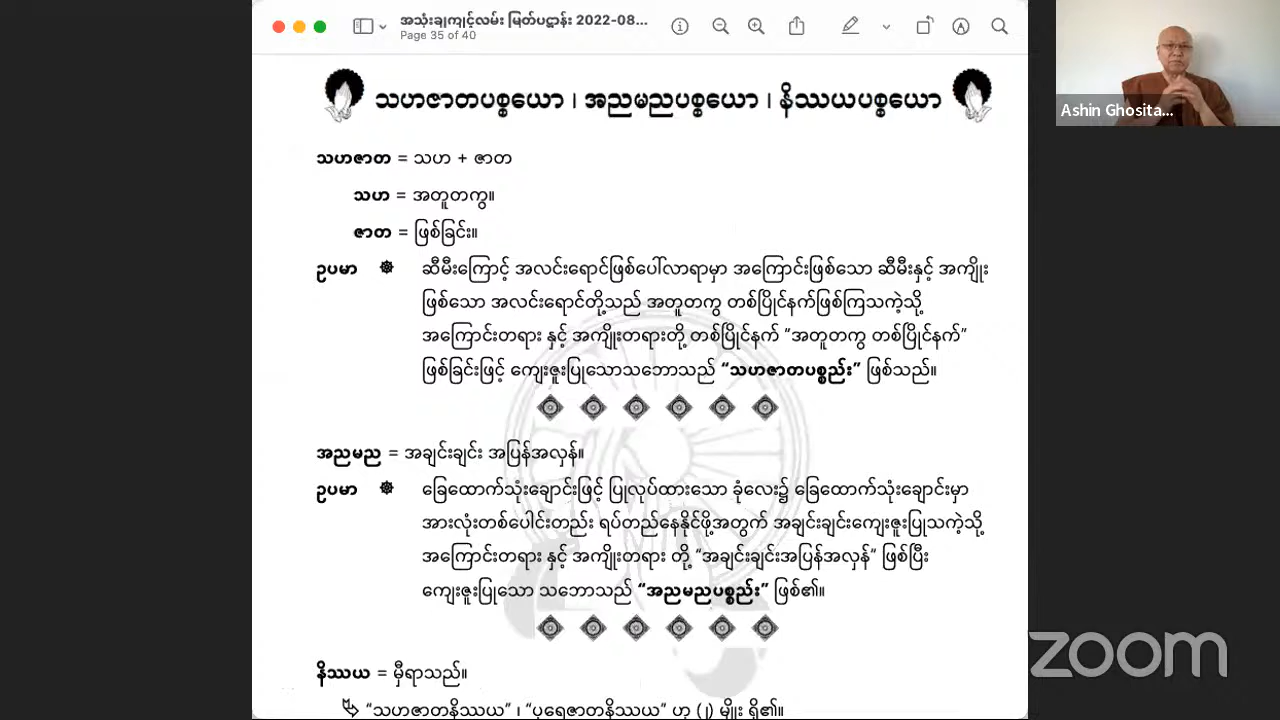 အသုံးချကျင့်လမ်း မြတ်ပဋ္ဌာန်း 2022-08...
Page 35 of 40
သဟဇာတပစ္စယော ၊ အညမညပစ္စယော ၊ နိဿယပစ္စယော
Ashin Ghosita...
သဟဇာတ = သဟ + ဇာတ
သဟ = အတူတကွ။
ဇာတ = ဖြစ်ခြင်း။
ဥပမာ ဆီမီးကြောင့် အလင်းရောင်ဖြစ်ပေါ်လာရာမှာ အကြောင်းဖြစ်သော ဆီမီးနှင့် အကျိုး
ဖြစ်သော အလင်းရောင်တို့သည် အတူတကွ တစ်ပြိုင်နက်ဖြစ်ကြသကဲ့သို့
အကြောင်းတရား နှင့် အကျိုးတရားတို့ တစ်ပြိုင်နက် “အတူတကွ တစ်ပြိုင်နက်”
ဖြစ်ခြင်းဖြင့် ကျေးဇူးပြုသောသဘောသည် “သဟဇာတပစ္စည်း” ဖြစ်သည်။
အညမည = အချင်းချင်း အပြန်အလှန်။
ဥပမာ ခြေထောက်သုံးချောင်းဖြင့် ပြုလုပ်ထားသော ခုံလေး၌ ခြေထောက်သုံးချောင်းမှာ
အားလုံးတစ်ပေါင်းတည်း ရပ်တည်နေနိုင်ဖို့အတွက် အချင်းချင်းကျေးဇူးပြုသကဲ့သို့
အကြောင်းတရား နှင့် အကျိုးတရား တို့ “အချင်းချင်းအပြန်အလှန်” ဖြစ်ပြီး
ကျေးဇူးပြုသော သဘောသည် “အညမညပစ္စည်း” ဖြစ်၏။
နိဿယ = မှီရာသည်။
“သဟဇာတနိဿယ” ၊ “ပုရေဇာတနိဿယ” ဟု (၂) မျိုး ရှိ၏။
zoom